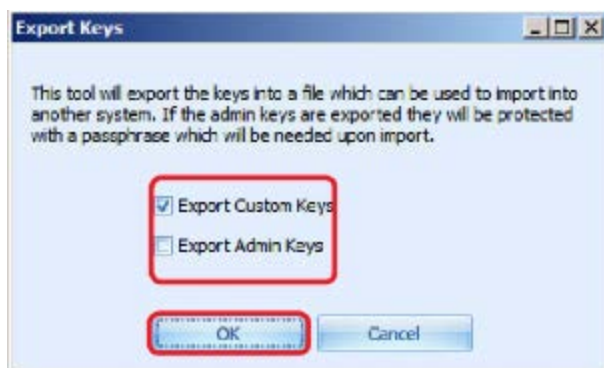 Export Keys
This tool will export the keys into a file which can be used to import into
another system. If the admin keys are exported they will be protected
with a passphrase which will be needed upon import.
Export Custom Keys
Export Admin Keys
OK
Cancel